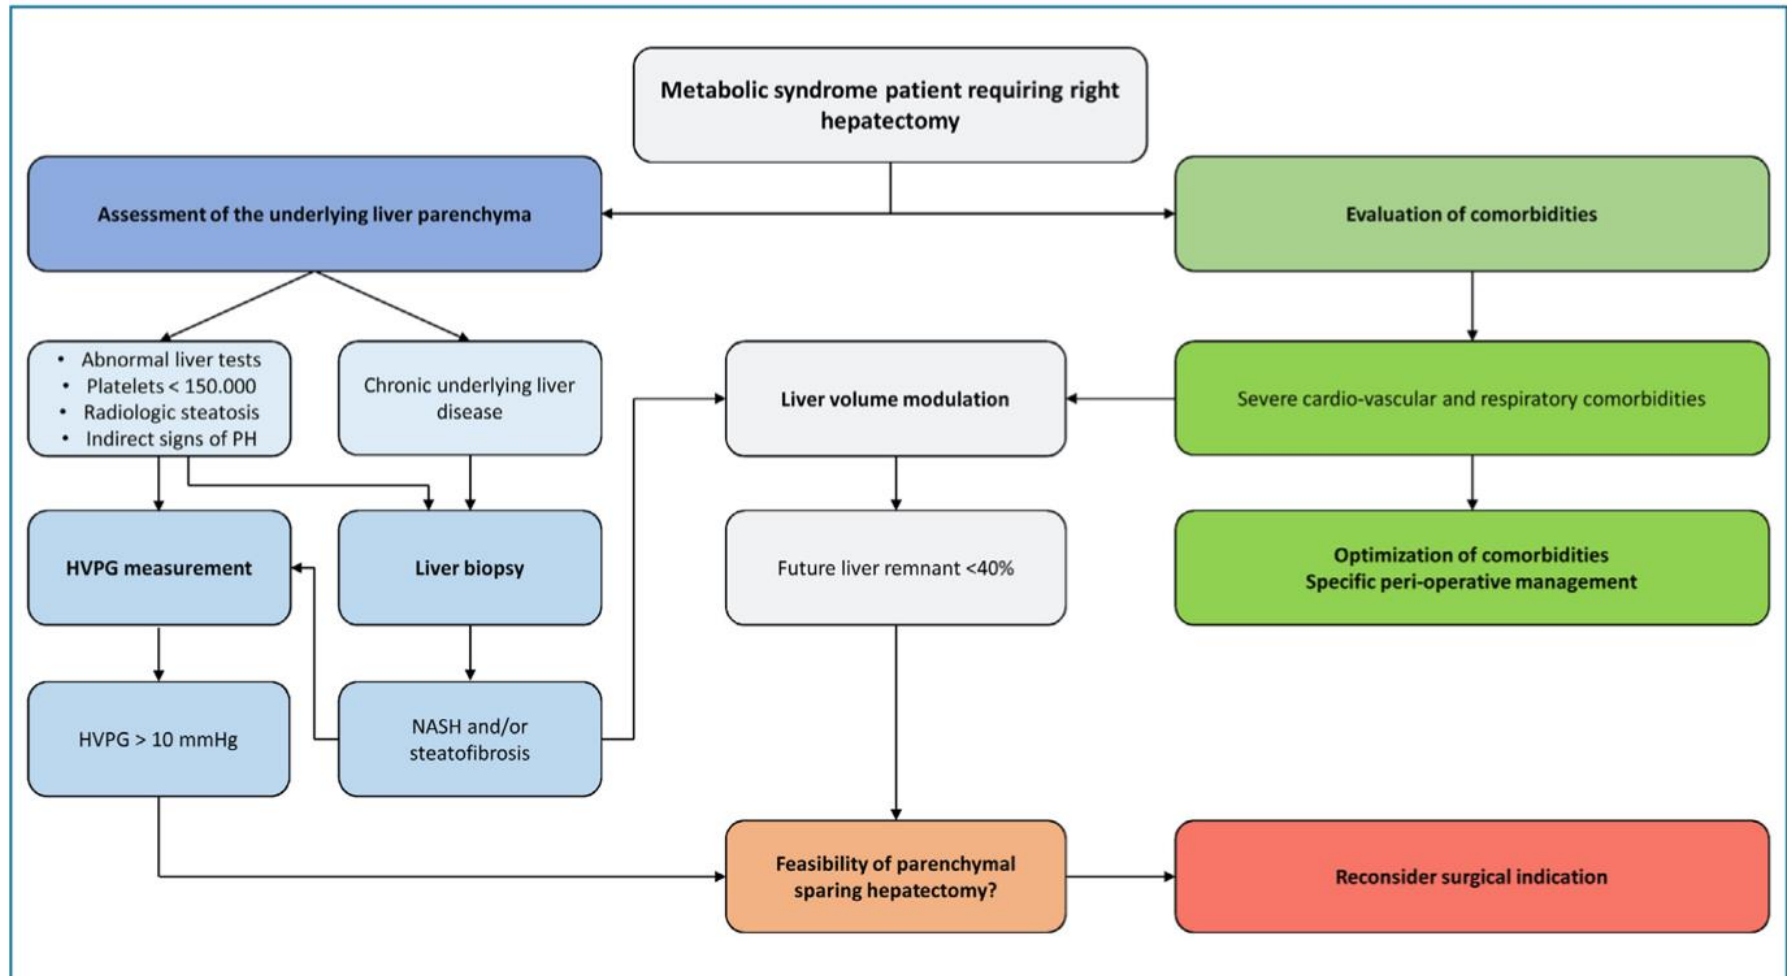 Metabolic syndrome patient requiring right
hepatectomy
Assessment of the underlying liver parenchyma
Evaluation of comorbidities
• Abnormal liver tests
• Platelets < 150.000
• Radiologic steatosis
• Indirect signs of PH
Chronic underlying liver
disease
Liver volume modulation
Severe cardio-vascular and respiratory comorbidities
HVPG measurement
Liver biopsy
Future liver remnant <40%
Optimization of comorbidities
Specific peri-operative management
HVPG > 10 mmHg
NASH and/or
steatofibrosis
Feasibility of parenchymal
sparing hepatectomy?
Reconsider surgical indication